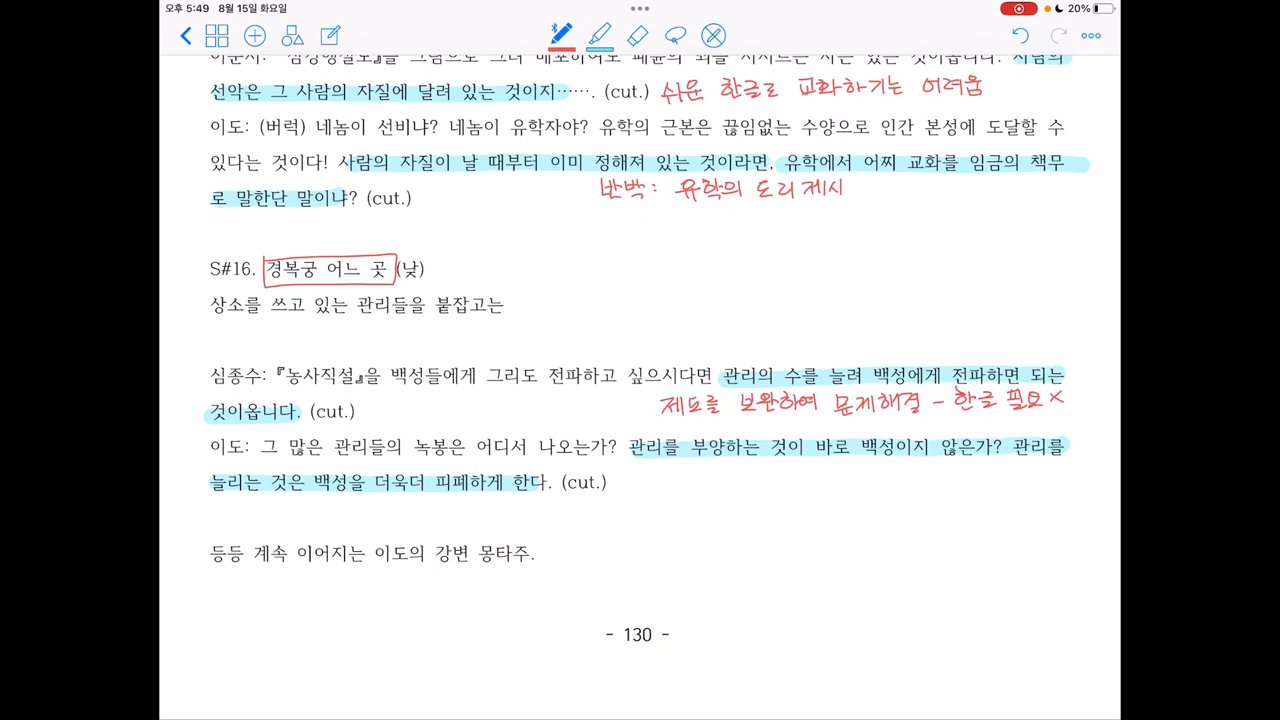 오후 5:49 8월 15일 화요일
20%
선악은 그 사람의 자질에 달려 있는 것이지……. (cut.) 쉬운 한글로 교화하기는 어려움
이도: (버럭) 네놈이 선비냐? 네놈이 유학자야? 유학의 근본은 끊임없는 수양으로 인간 본성에 도달할 수
있다는 것이다! 사람의 자질이 날 때부터 이미 정해져 있는 것이라면, 유학에서 어찌 교화를 임금의 책무
반박: 유학의 도리 제시
로 말한단 말이냐? (cut.)
S#16. 경복궁 어느 곳 (낮)
상소를 쓰고 있는 관리들을 붙잡고는
심종수: 『농사직설』을 백성들에게 그리도 전파하고 싶으시다면 관리의 수를 늘려 백성에게 전파하면 되는
것이옵니다. (cut.) 제도를 보완하여 문제해결 - 한글 필요 X
이도: 그 많은 관리들의 녹봉은 어디서 나오는가? 관리를 부양하는 것이 바로 백성이지 않은가? 관리를
늘리는 것은 백성을 더욱더 피폐하게 한다. (cut.)
등등 계속 이어지는 이도의 강변 몽타주.
- 130 -